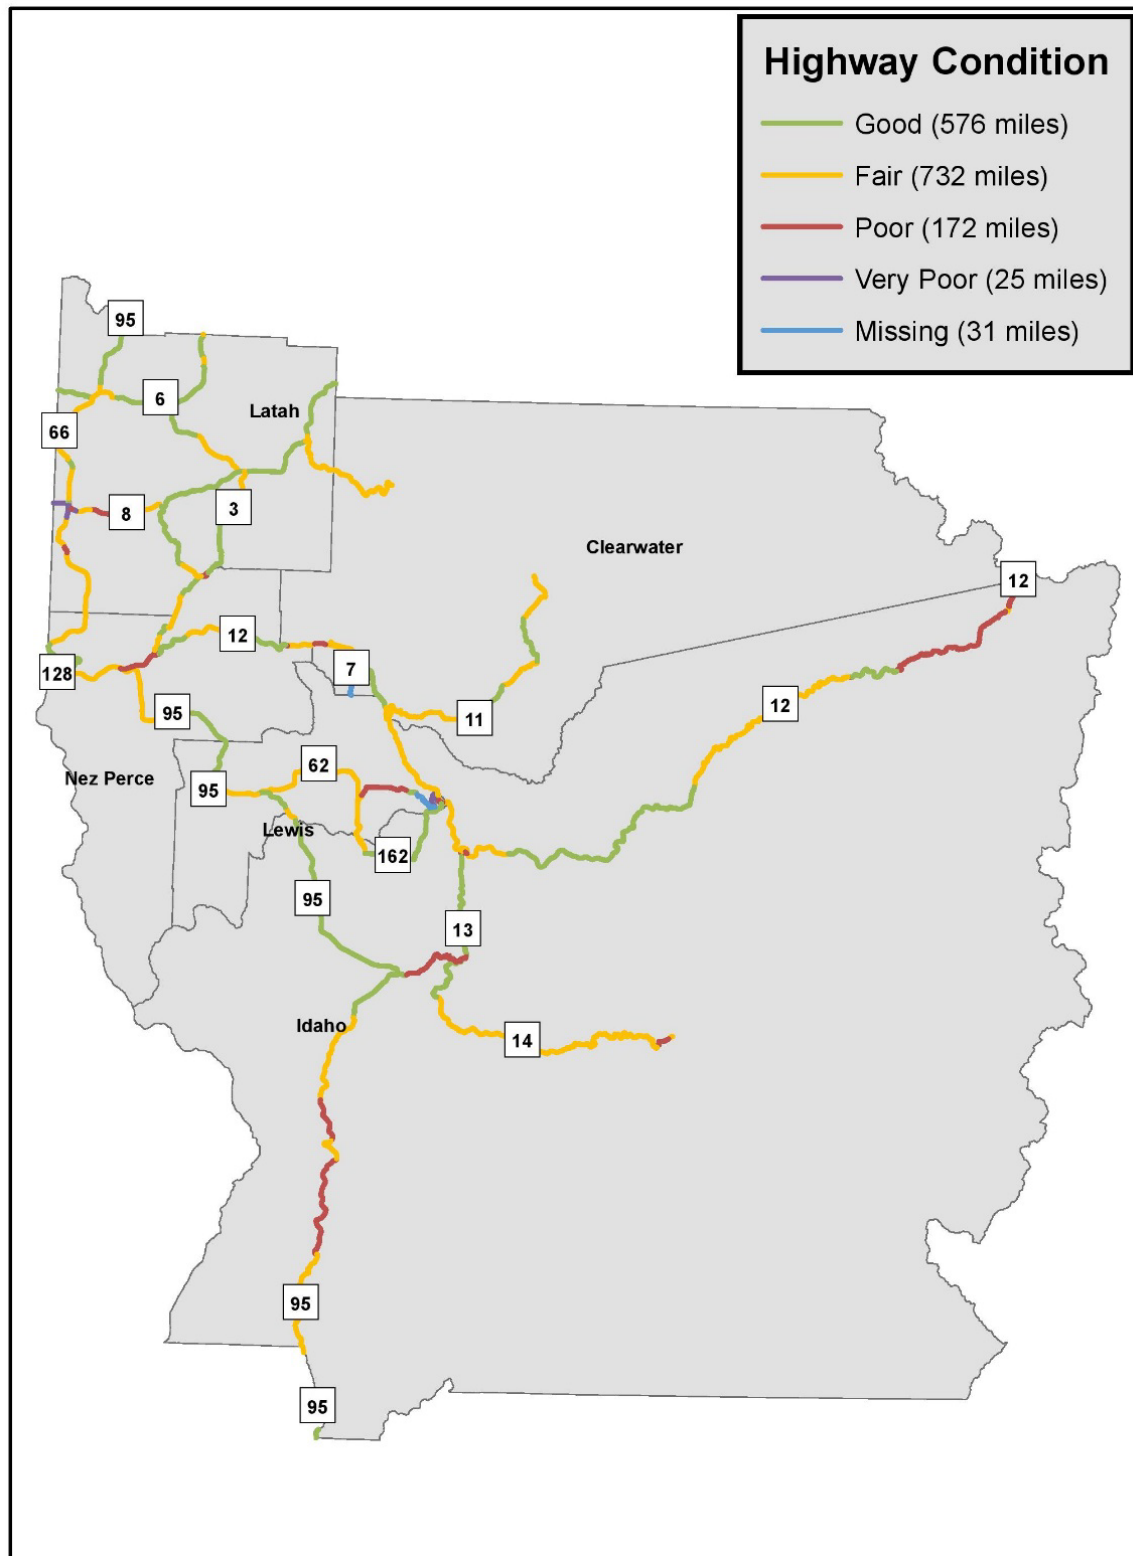 Highway Condition
Good (576 miles)
Fair (732 miles)
Poor (172 miles)
Very Poor (25 miles)
Missing (31 miles)
95
6
Latah
66
8
3
Clearwater
12
12
7
128
12
95
11
62
Nez Perce
95
Lewis
162
95
13
Idaho
14
95
95